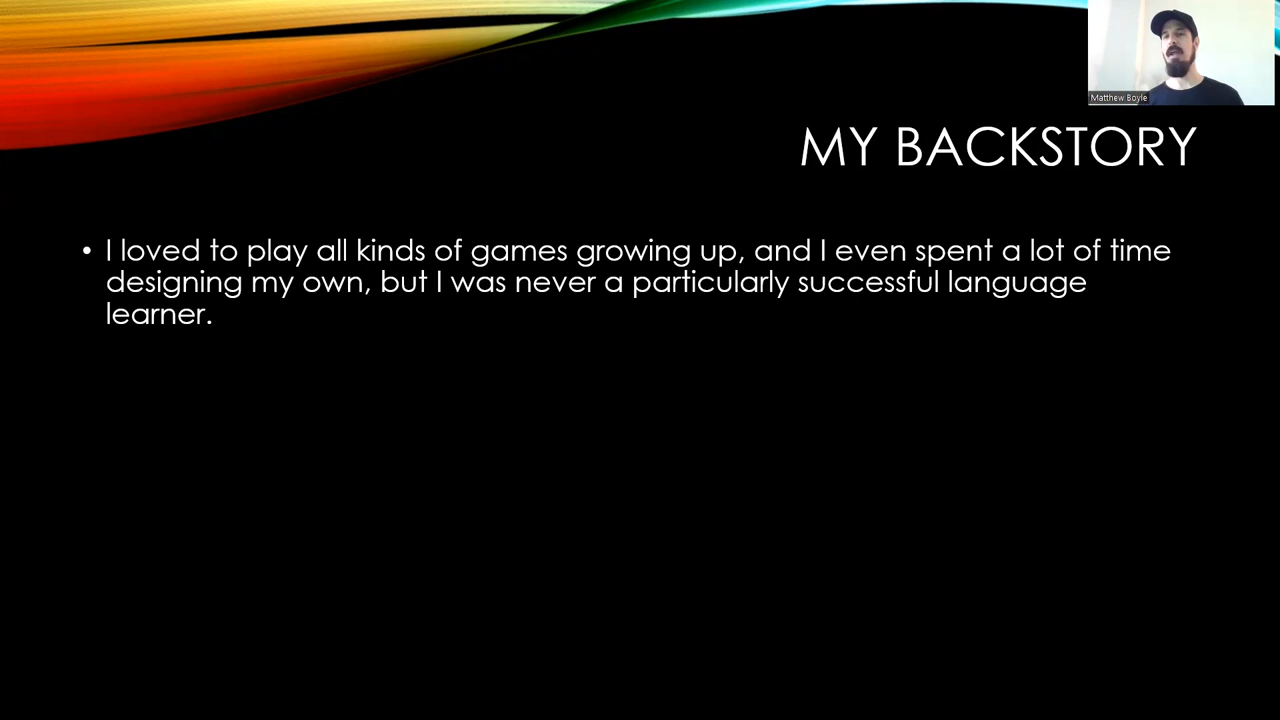 Matthew Boyle
MY BACKSTORY
• I loved to play all kinds of games growing up, and I even spent a lot of time
designing my own, but I was never a particularly successful language
learner.